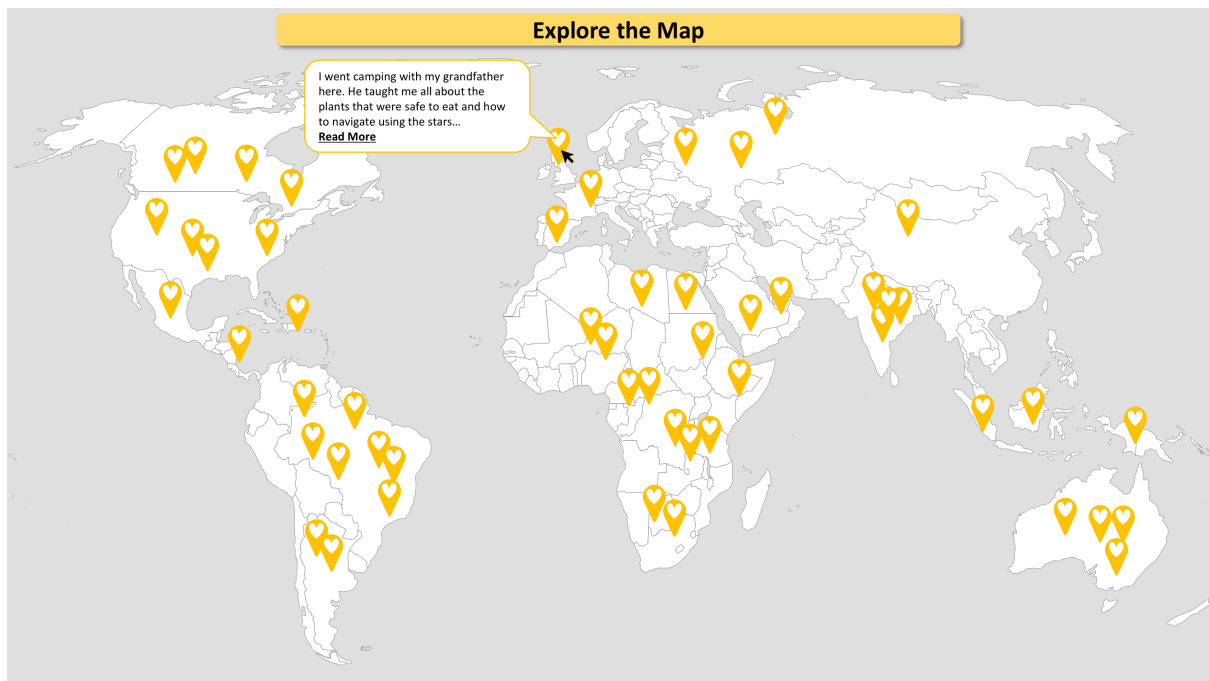 Explore the Map
I went camping with my grandfather
here. He taught me all about the
plants that were safe to eat and how
to navigate using the stars…
Read More